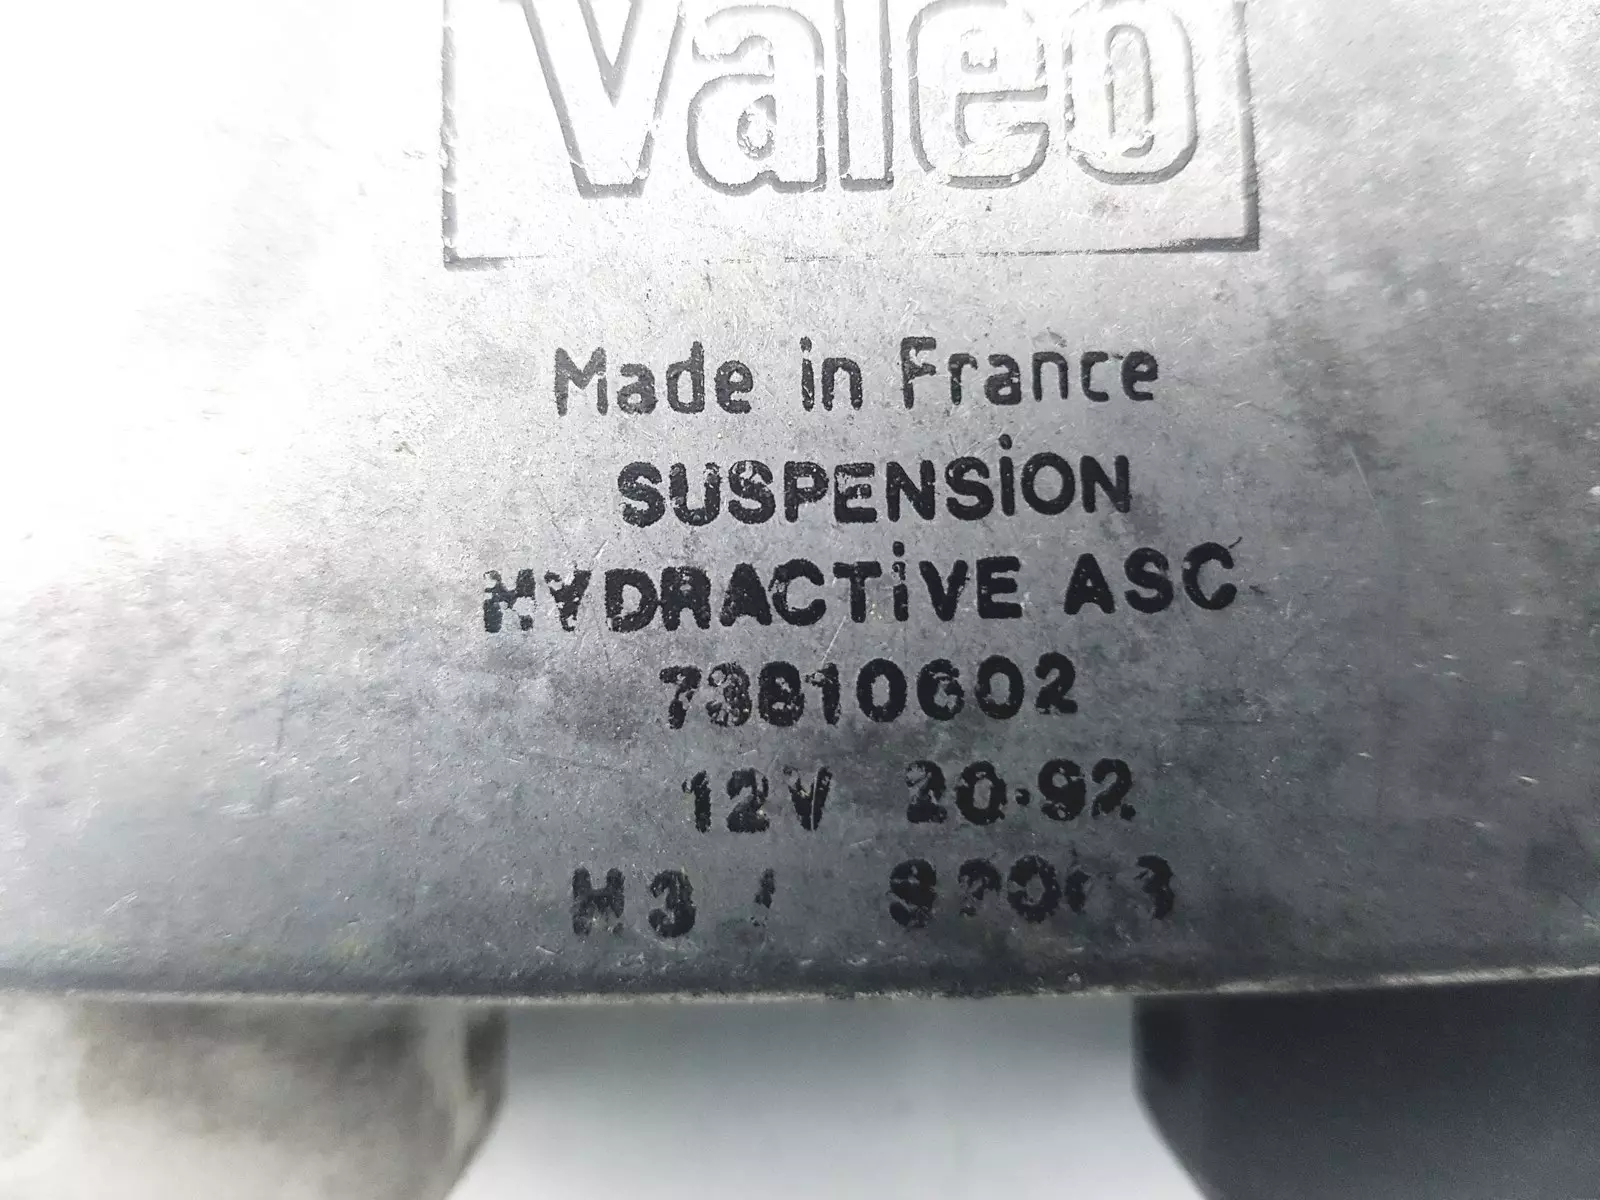 Valeo
Made in France
SUSPENSiON
HYDRACTiVE ASC
73810602
12V 20·92
H3